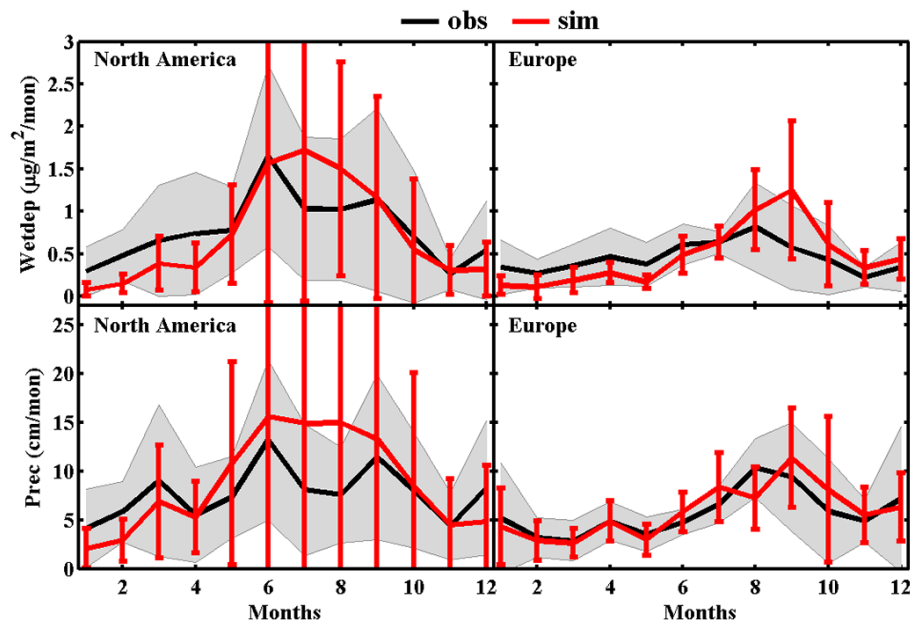 obs sim
North America Europe
Wetdep (µg/m²/mon)
3
2.5
2
1.5
1
0.5
0
North America Europe
Prec (cm/mon)
25
20
15
10
5
0
2 4 6 8 10 12 2 4 6 8 10 12
Months Months